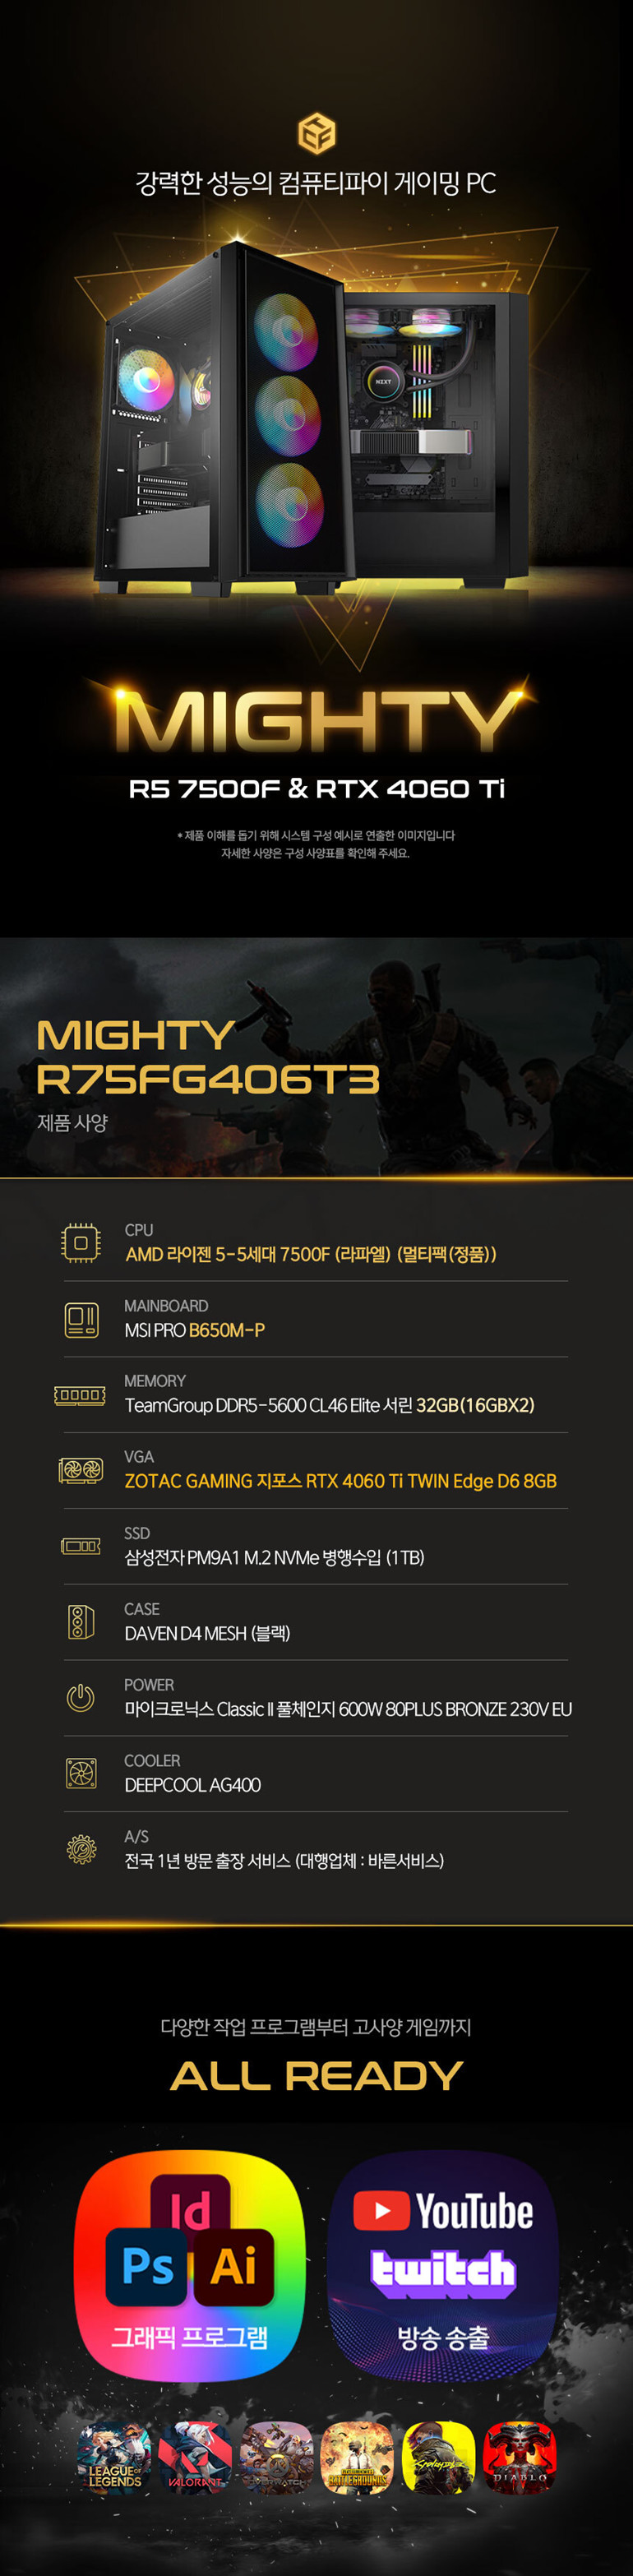 강력한 성능의 컴퓨티파이 게이밍 PC
NZXT
MIGHTY
R5 7500F & RTX 4060 Ti
* 제품 이해를 돕기 위해 시스템 구성 예시로 연출한 이미지입니다
자세한 사양은 구성 사양표를 확인해 주세요.
MIGHTY
R75FG406T3
제품 사양
CPU
AMD 라이젠 5-5세대 7500F (라파엘) (멀티팩(정품))
MAINBOARD
MSI PRO B650M-P
MEMORY
TeamGroup DDR5-5600 CL46 Elite 서린 32GB(16GBX2)
VGA
ZOTAC GAMING 지포스 RTX 4060 Ti TWIN Edge D6 8GB
SSD
삼성전자 PM9A1 M.2 NVMe 병행수입 (1TB)
CASE
DAVEN D4 MESH (블랙)
POWER
마이크로닉스 Classic II 풀체인지 600W 80PLUS BRONZE 230V EU
COOLER
DEEPCOOL AG400
A/S
전국 1년 방문 출장 서비스 (대행업체 : 바른서비스)
다양한 작업 프로그램부터 고사양 게임까지
ALL READY
Id
Ps Ai
그래픽 프로그램
YouTube
twitch
방송 송출
LEAGUE OF
LEGENDS
VALORANT
OVERWATCH
BATTLEGROUNDS
Cyberpunk
DIABLO